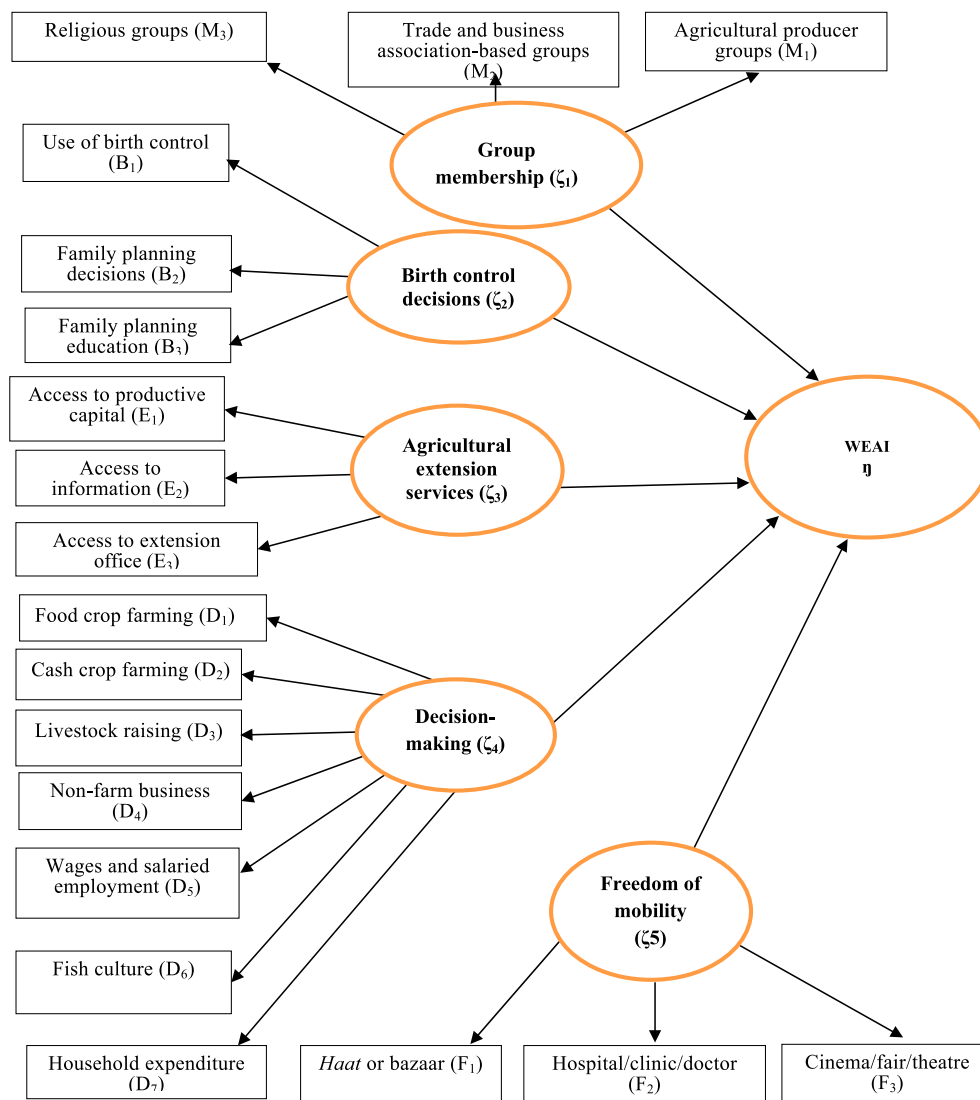 Religious groups (M₃)
Trade and business
association-based groups
(M₂)
Agricultural producer
groups (M₁)
Group
membership (ζ₁)
Use of birth control
(B₁)
Family planning
decisions (B₂)
Family planning
education (B₃)
Birth control
decisions (ζ₂)
Access to productive
capital (E₁)
Access to
information (E₂)
Access to extension
office (E₃)
Agricultural
extension
services (ζ₃)
WEAI
ŋ
Food crop farming (D₁)
Cash crop farming (D₂)
Livestock raising (D₃)
Non-farm business
(D₄)
Wages and salaried
employment (D₅)
Fish culture (D₆)
Household expenditure
(D₇)
Decision-
making (ζ₄)
Freedom of
mobility
(ζ5)
Haat or bazaar (F₁)
Hospital/clinic/doctor
(F₂)
Cinema/fair/theatre
(F₃)